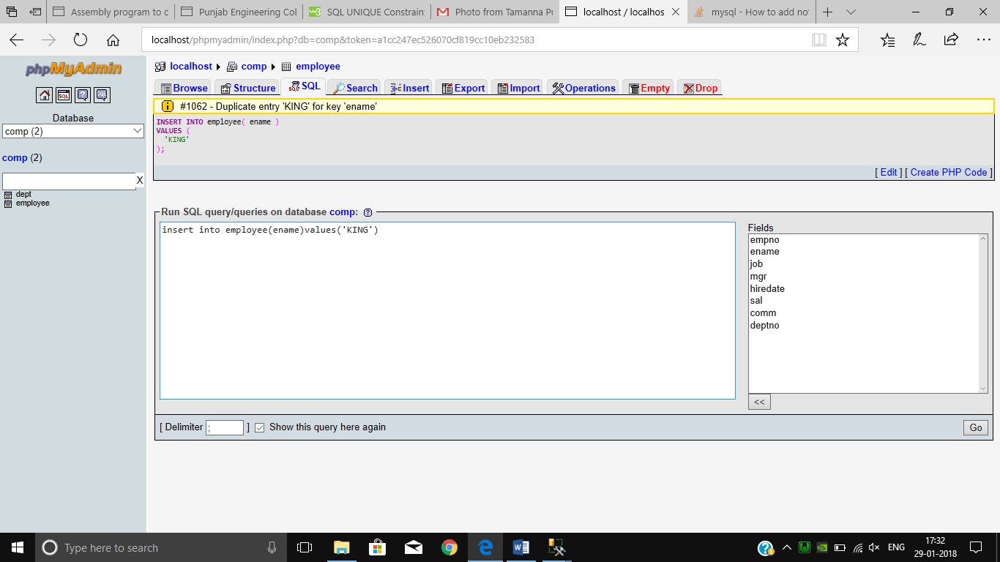 Assembly program to c
Punjab Engineering Col
SQL UNIQUE Constrain
Photo from Tamanna Pu
localhost / localhos
mysql - How to add no
localhost/phpmyadmin/index.php?db=comp&token=a1cc247ec526070cf819cc10eb232583
phpMyAdmin
SQL
Database
comp (2)
comp (2)
X
dept
employee
localhost
comp
employee
Browse
Structure
SQL
Search
Insert
Export
Import
Operations
Empty
Drop
#1062 - Duplicate entry 'KING' for key 'ename'
INSERT INTO employee( ename )
VALUES (
'KING'
);
[ Edit ] [ Create PHP Code ]
Run SQL query/queries on database comp:
insert into employee(ename)values('KING')
Fields
empno
ename
job
mgr
hiredate
sal
comm
deptno
<<
[ Delimiter ; ] Show this query here again
Go
Type here to search
ENG
17:32
29-01-2018